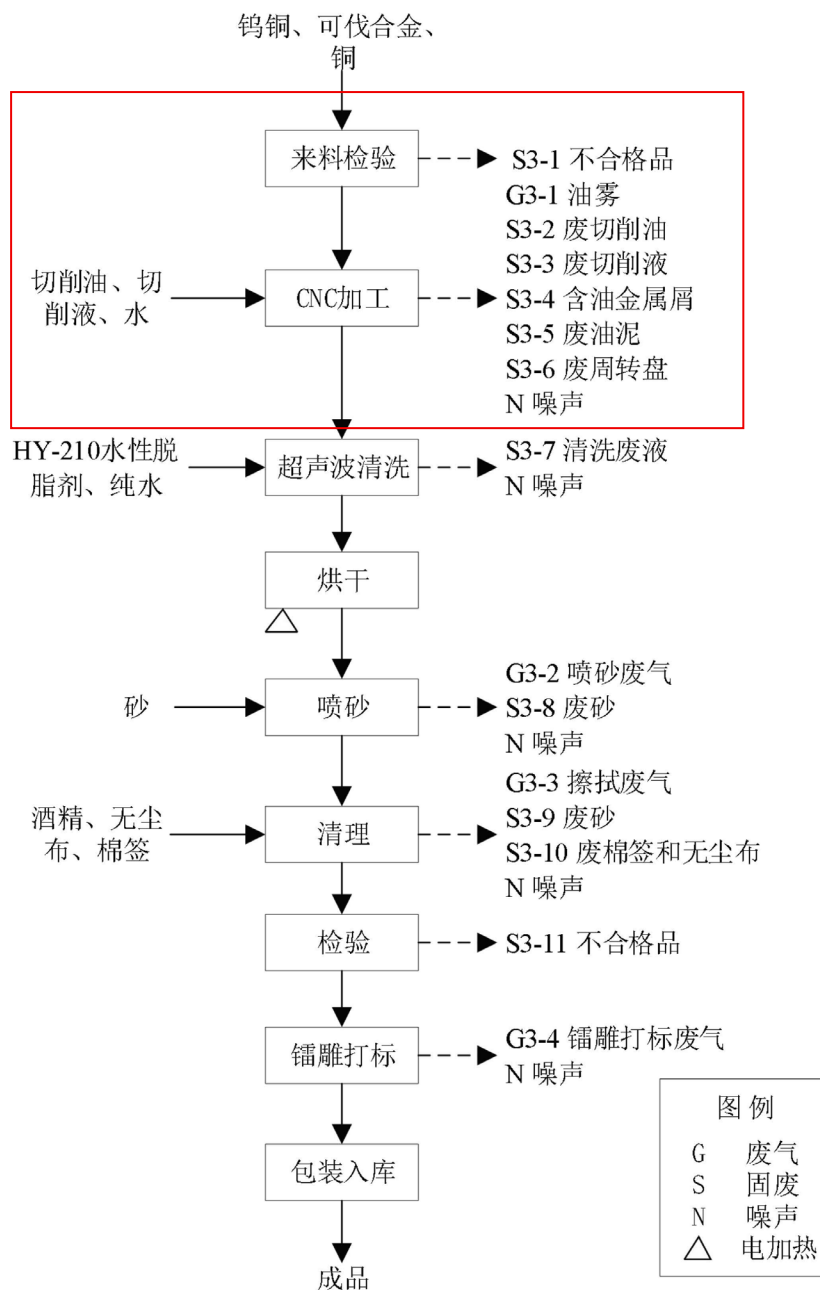 钨铜、可伐合金、
铜
来料检验
S3-1 不合格品
G3-1 油雾
S3-2 废切削油
S3-3 废切削液
切削油、切
削液、水
CNC加工
S3-4 含油金属屑
S3-5 废油泥
S3-6 废周转盘
N 噪声
HY-210水性脱
脂剂、纯水
超声波清洗
S3-7 清洗废液
N 噪声
烘干
砂
喷砂
G3-2 喷砂废气
S3-8 废砂
N 噪声
酒精、无尘
布、棉签
清理
G3-3 擦拭废气
S3-9 废砂
S3-10 废棉签和无尘布
N 噪声
检验
S3-11 不合格品
镭雕打标
G3-4 镭雕打标废气
N 噪声
包装入库
成品
图例
G 废气
S 固废
N 噪声
△ 电加热